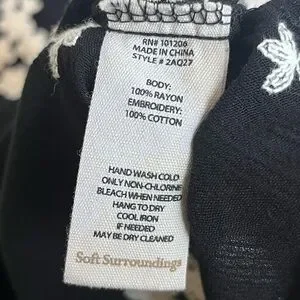 RN# 101206
MADE IN CHINA
STYLE # 2AQ27
BODY:
100% RAYON
EMBROIDERY:
100% COTTON
HAND WASH COLD
ONLY NON-CHLORINE
BLEACH WHEN NEEDED
HANG TO DRY
COOL IRON
IF NEEDED
MAY BE DRY CLEANED
Soft Surroundings